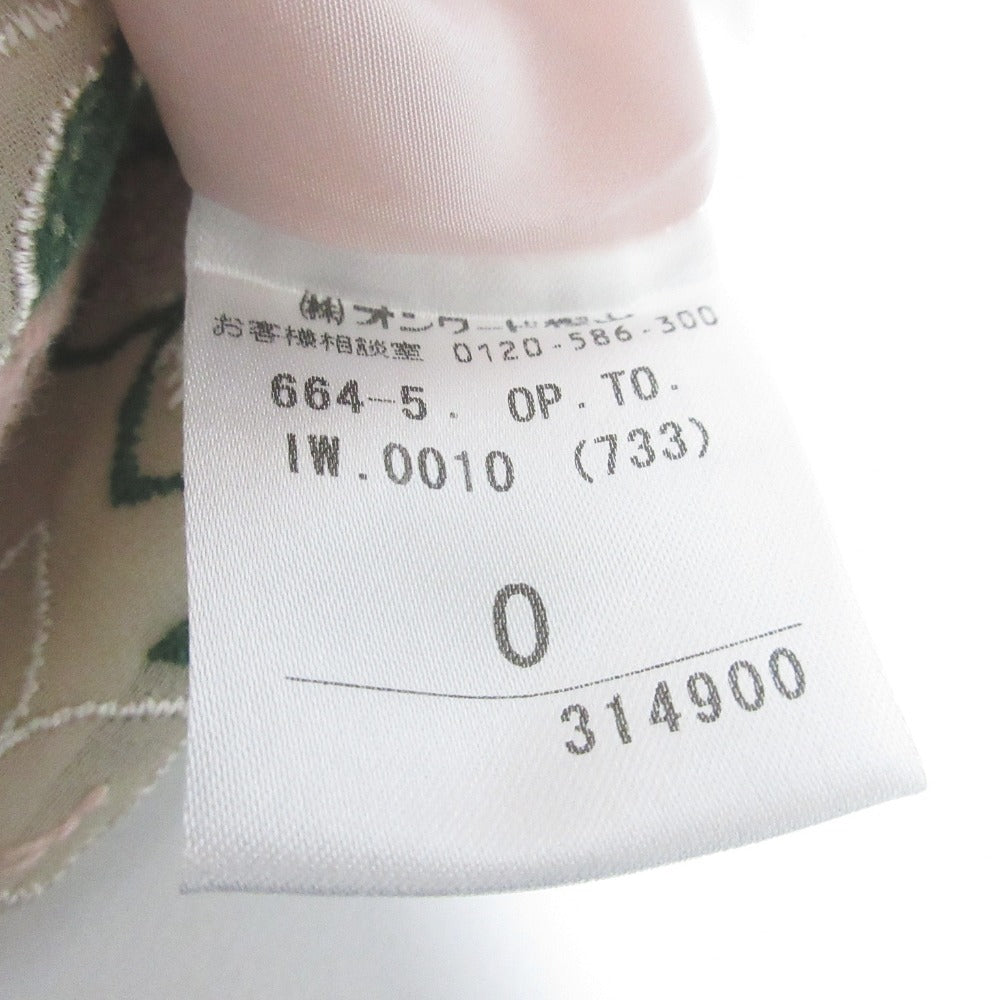 (株)オンワード樫山
お客様相談室 0120-586-300
664-5. OP.TO.
IW.0010 (733)
0
314900